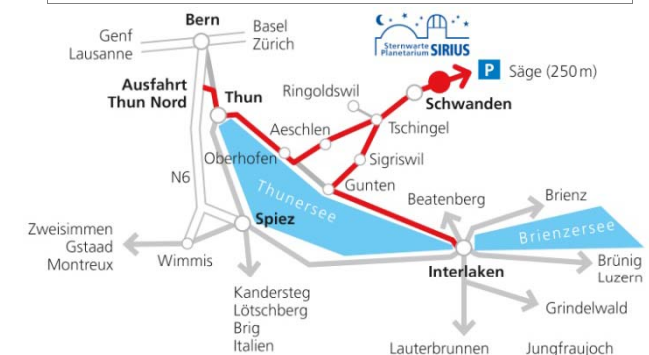 Bern
Basel
Zürich
Genf
Lausanne
Sternwarte
Planetarium SIRIUS
P Säge (250 m)
Ausfahrt
Thun Nord
Thun
Ringoldswil
Schwanden
Aeschlen
Tschingel
Oberhofen
Sigriswil
N6
Thunersee
Gunten
Beatenberg
Brienz
Spiez
Brienzersee
Zweisimmen
Gstaad
Montreux
Wimmis
Interlaken
Brünig
Luzern
Kandersteg
Lötschberg
Brig
Italien
Grindelwald
Lauterbrunnen
Jungfraujoch